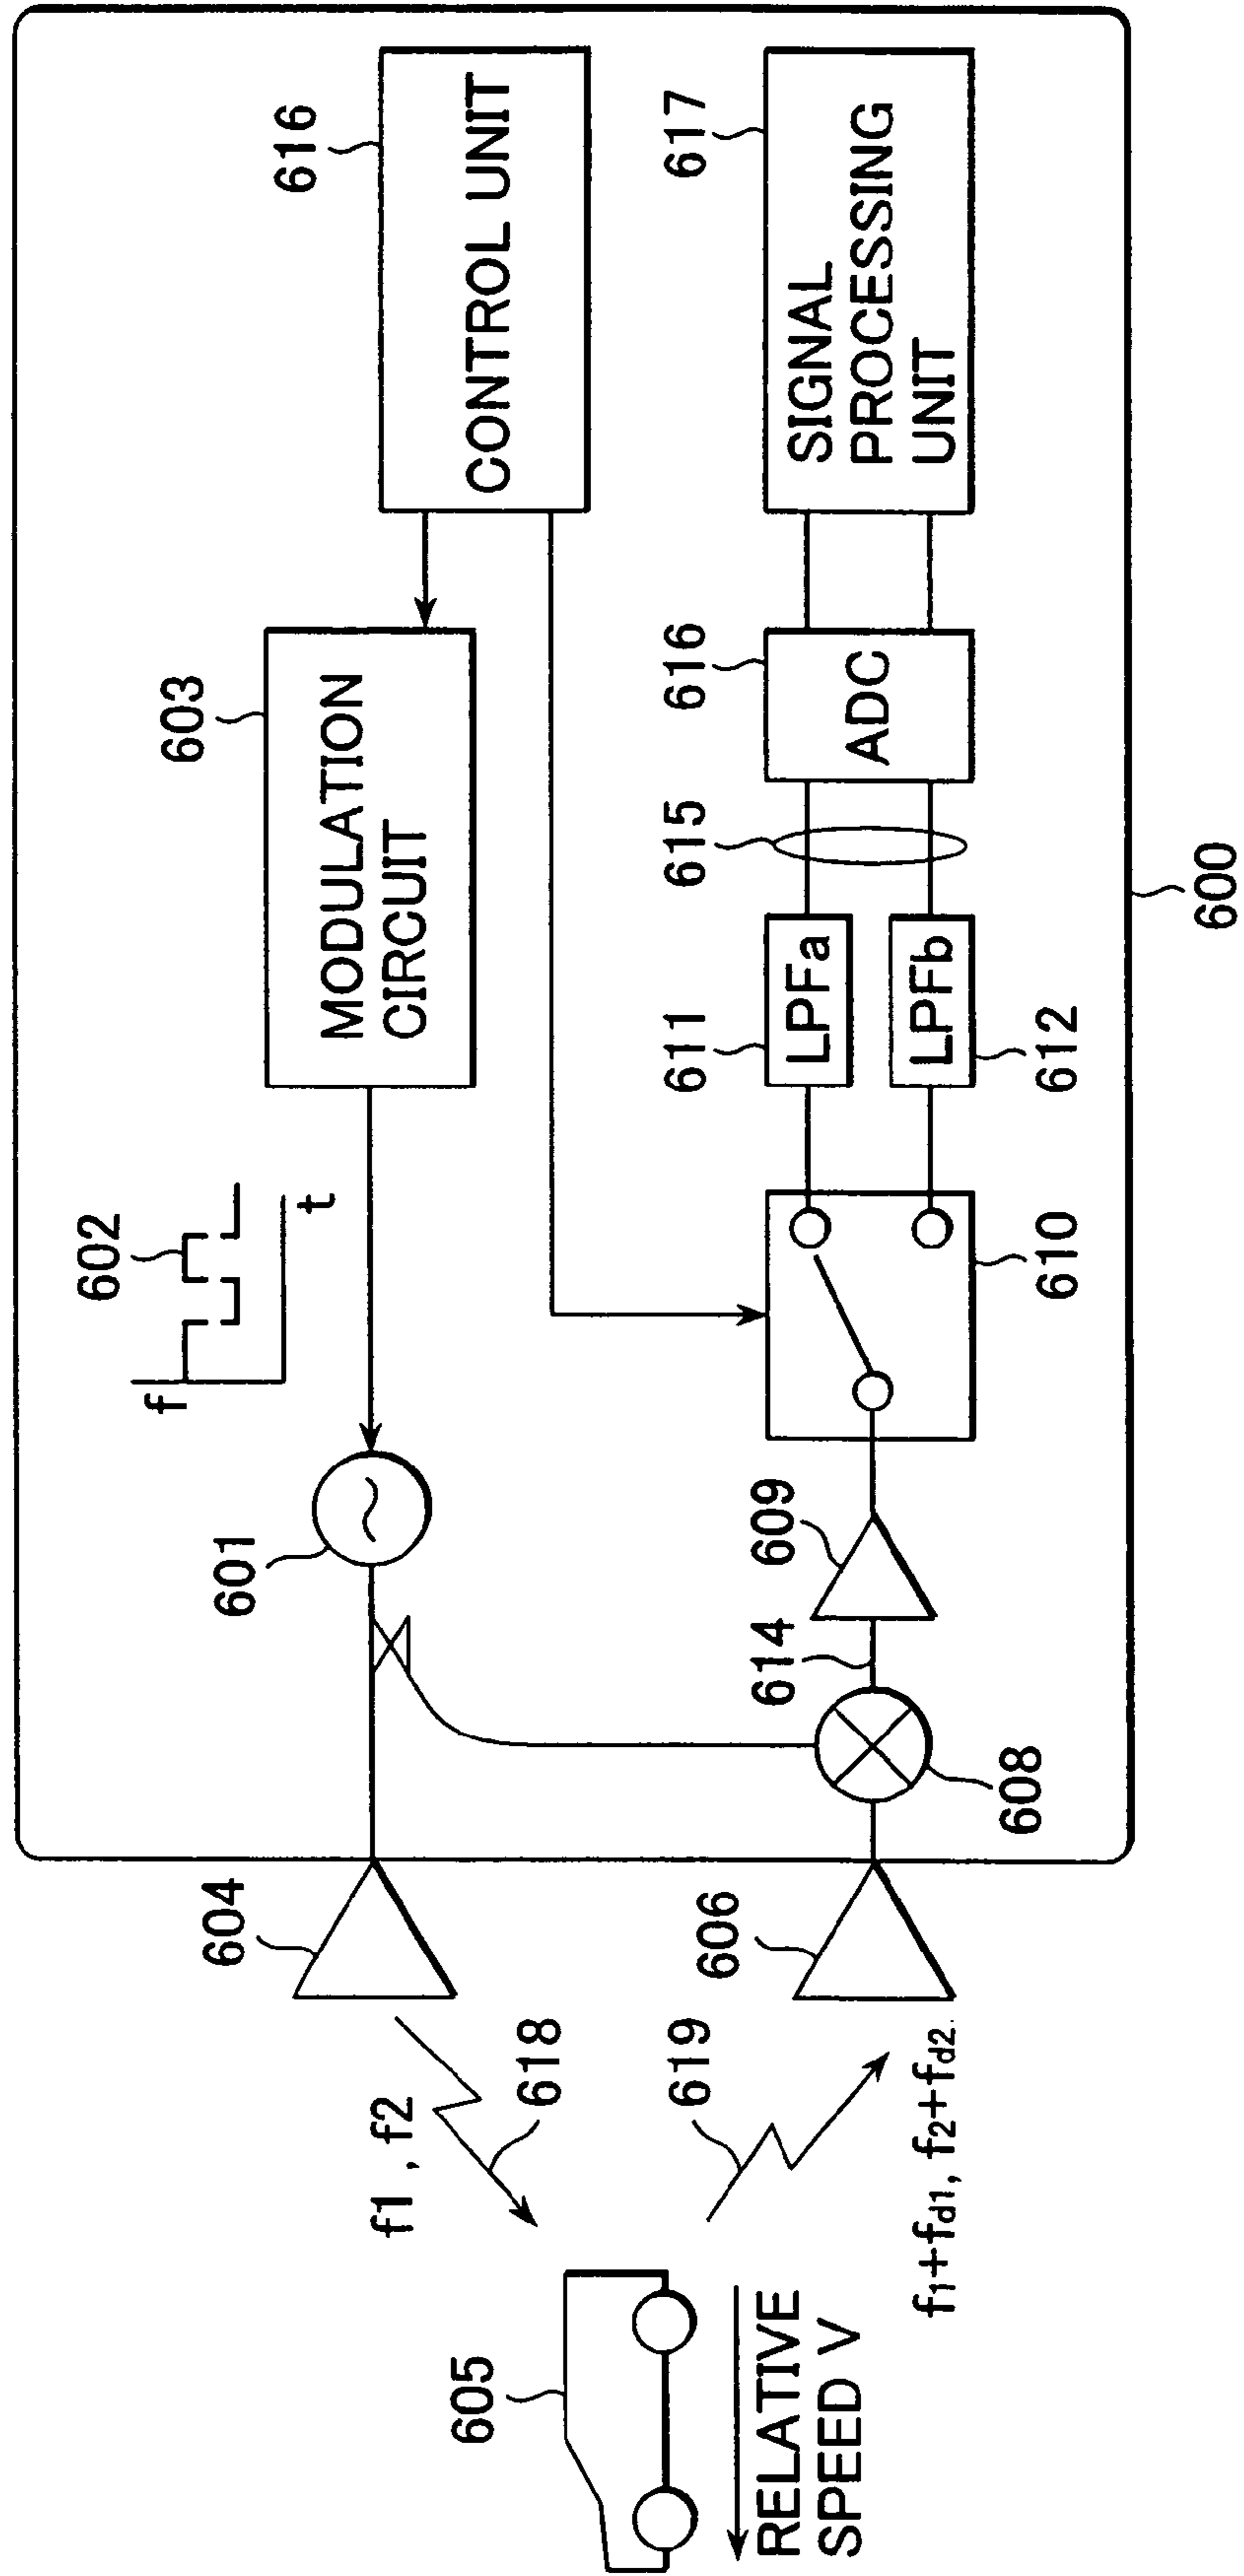 602
f
t
603
MODULATION
CIRCUIT
616
CONTROL UNIT
601
604
f1 , f2
618
605
RELATIVE
SPEED V
619
f1+fd1, f2+fd2.
606
608
614
609
610
611
LPFa
LPFb
612
615
616
ADC
617
SIGNAL
PROCESSING
UNIT
600